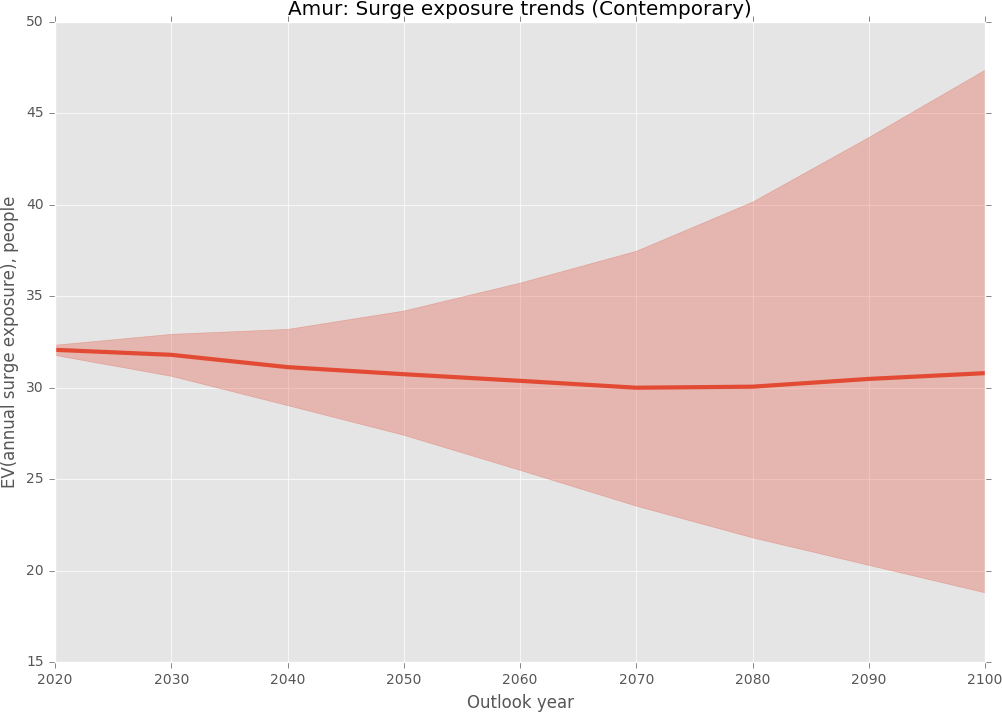 Amur: Surge exposure trends (Contemporary)
50
45
40
35
30
25
20
15
EV(annual surge exposure), people
2020 2030 2040 2050 2060 2070 2080 2090 2100
Outlook year